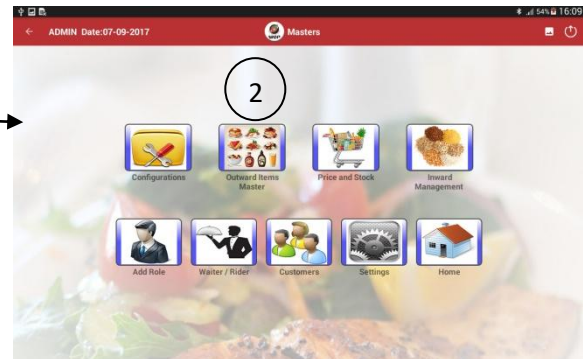 54% 16:09
ADMIN Date:07-09-2017 Masters
2
Configurations
Outward Items
Master
Price and Stock
Inward
Management
Add Role
Waiter / Rider
Customers
Settings
Home